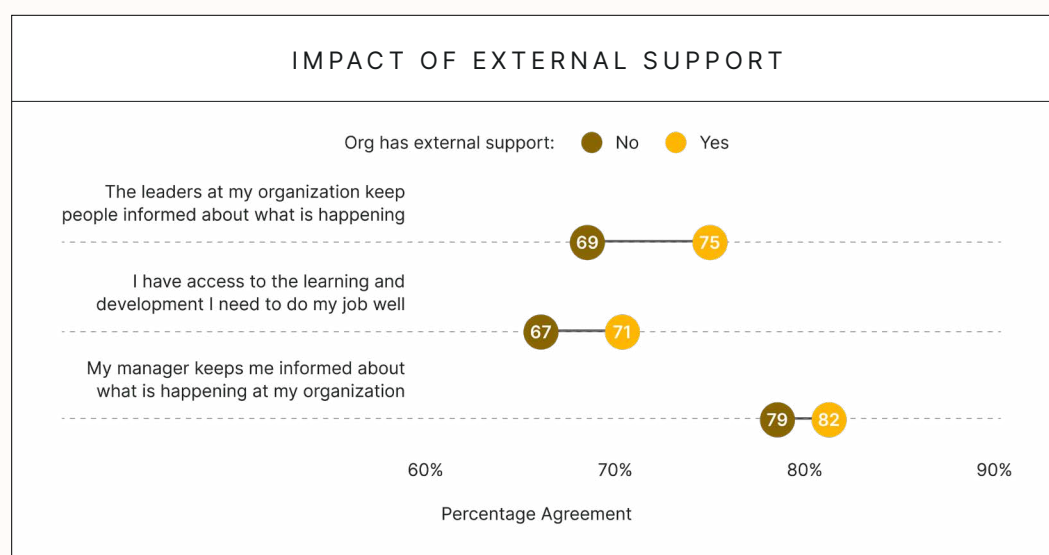 IMPACT OF EXTERNAL SUPPORT
Org has external support: No Yes
The leaders at my organization keep
people informed about what is happening
69 75
I have access to the learning and
development I need to do my job well
67 71
My manager keeps me informed about
what is happening at my organization
79 82
60% 70% 80% 90%
Percentage Agreement